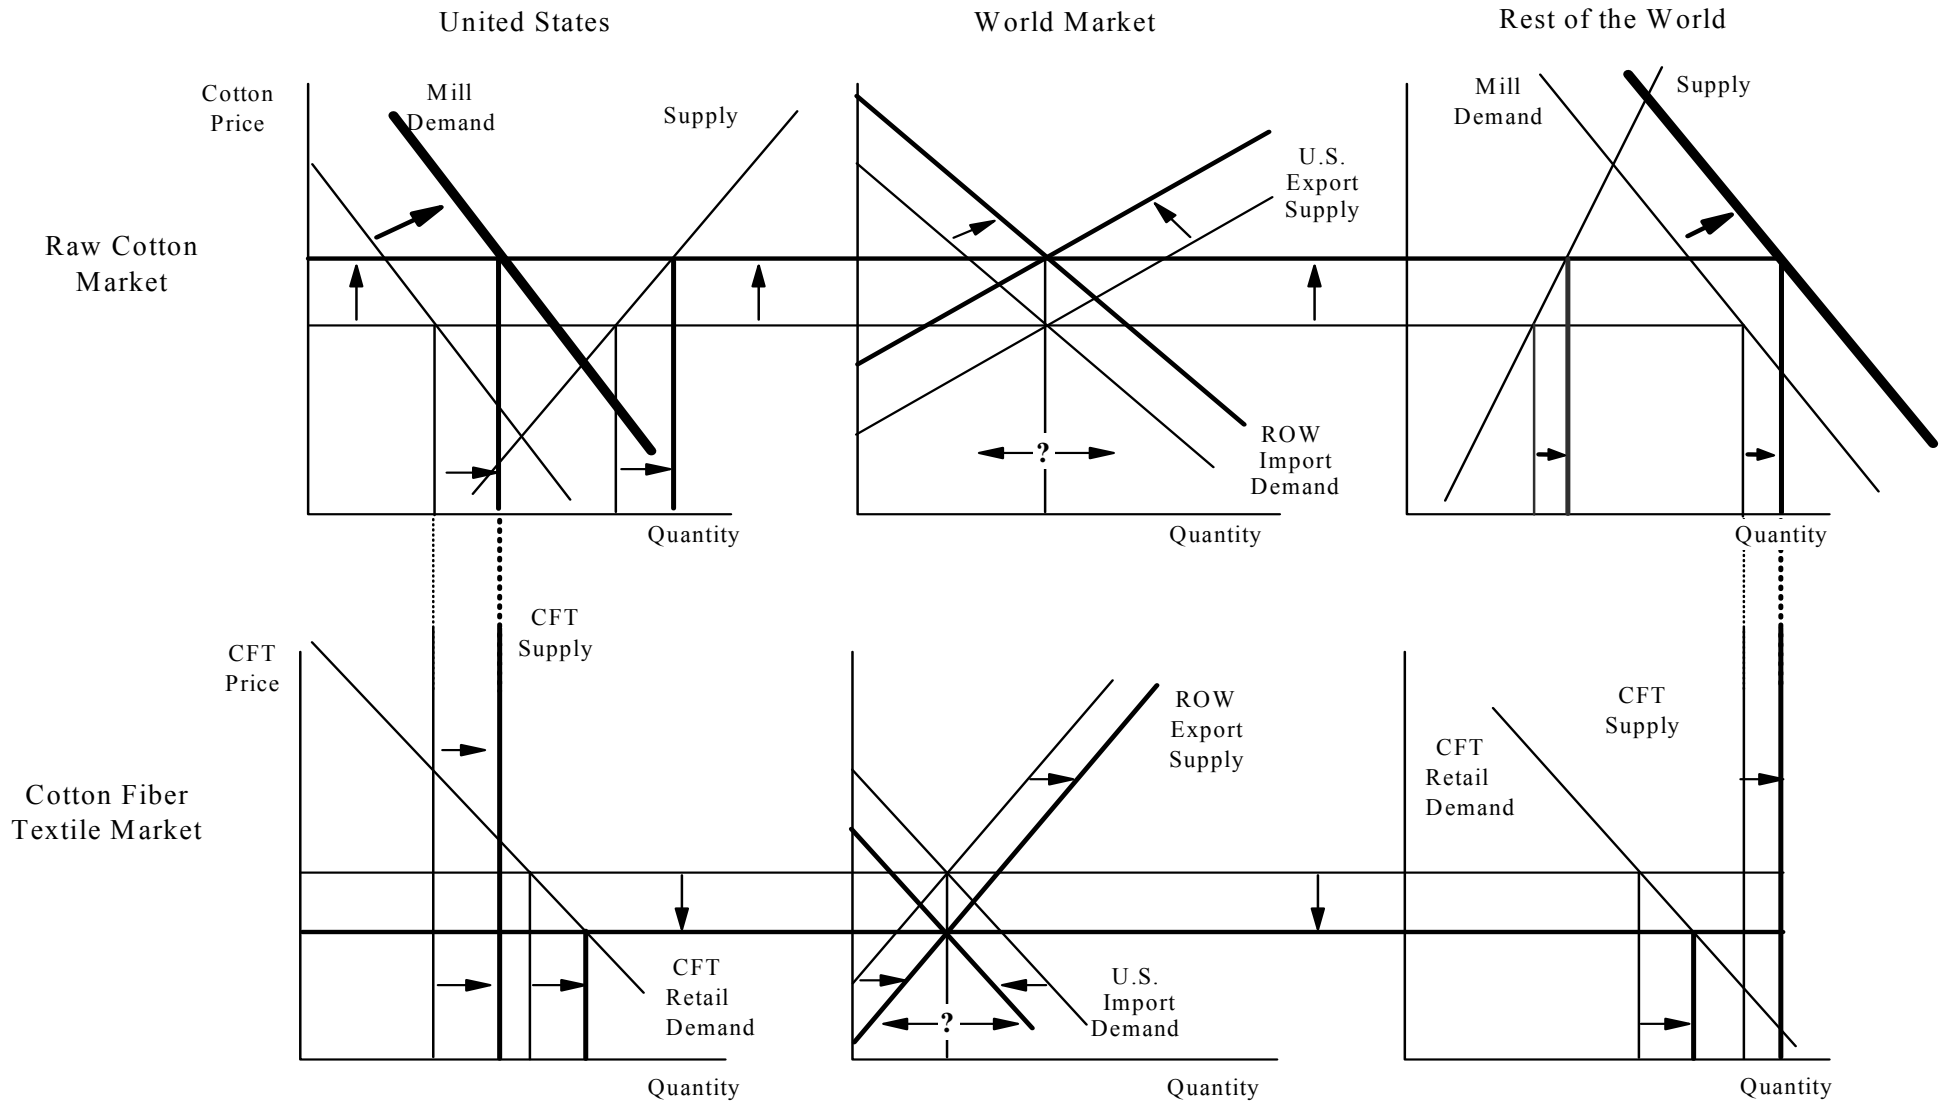 United States
World Market
Rest of the World
Raw Cotton
Market
Cotton
Price
Mill
Demand
Supply
Quantity
U.S.
Export
Supply
?
ROW
Import
Demand
Quantity
Mill
Demand
Supply
Quantity
Cotton Fiber
Textile Market
CFT
Price
CFT
Supply
CFT
Retail
Demand
Quantity
ROW
Export
Supply
U.S.
Import
Demand
?
Quantity
CFT
Retail
Demand
CFT
Supply
Quantity